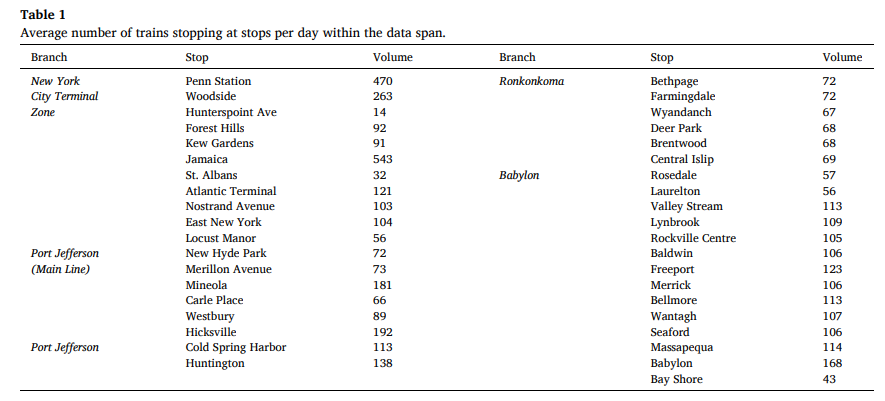 Table 1
Average number of trains stopping at stops per day within the data span.
Branch Stop Volume Branch Stop Volume
New York Penn Station 470 Ronkonkoma Bethpage 72
City Terminal Woodside 263 Farmingdale 72
Zone Hunterspoint Ave 14 Wyandanch 67
Forest Hills 92 Deer Park 68
Kew Gardens 91 Brentwood 68
Jamaica 543 Central Islip 69
St. Albans 32 Babylon Rosedale 57
Atlantic Terminal 121 Laurelton 56
Nostrand Avenue 103 Valley Stream 113
East New York 104 Lynbrook 109
Locust Manor 56 Rockville Centre 105
Port Jefferson New Hyde Park 72 Baldwin 106
(Main Line) Merillon Avenue 73 Freeport 123
Mineola 181 Merrick 106
Carle Place 66 Bellmore 113
Westbury 89 Wantagh 107
Hicksville 192 Seaford 106
Port Jefferson Cold Spring Harbor 113 Massapequa 114
Huntington 138 Babylon 168
Bay Shore 43